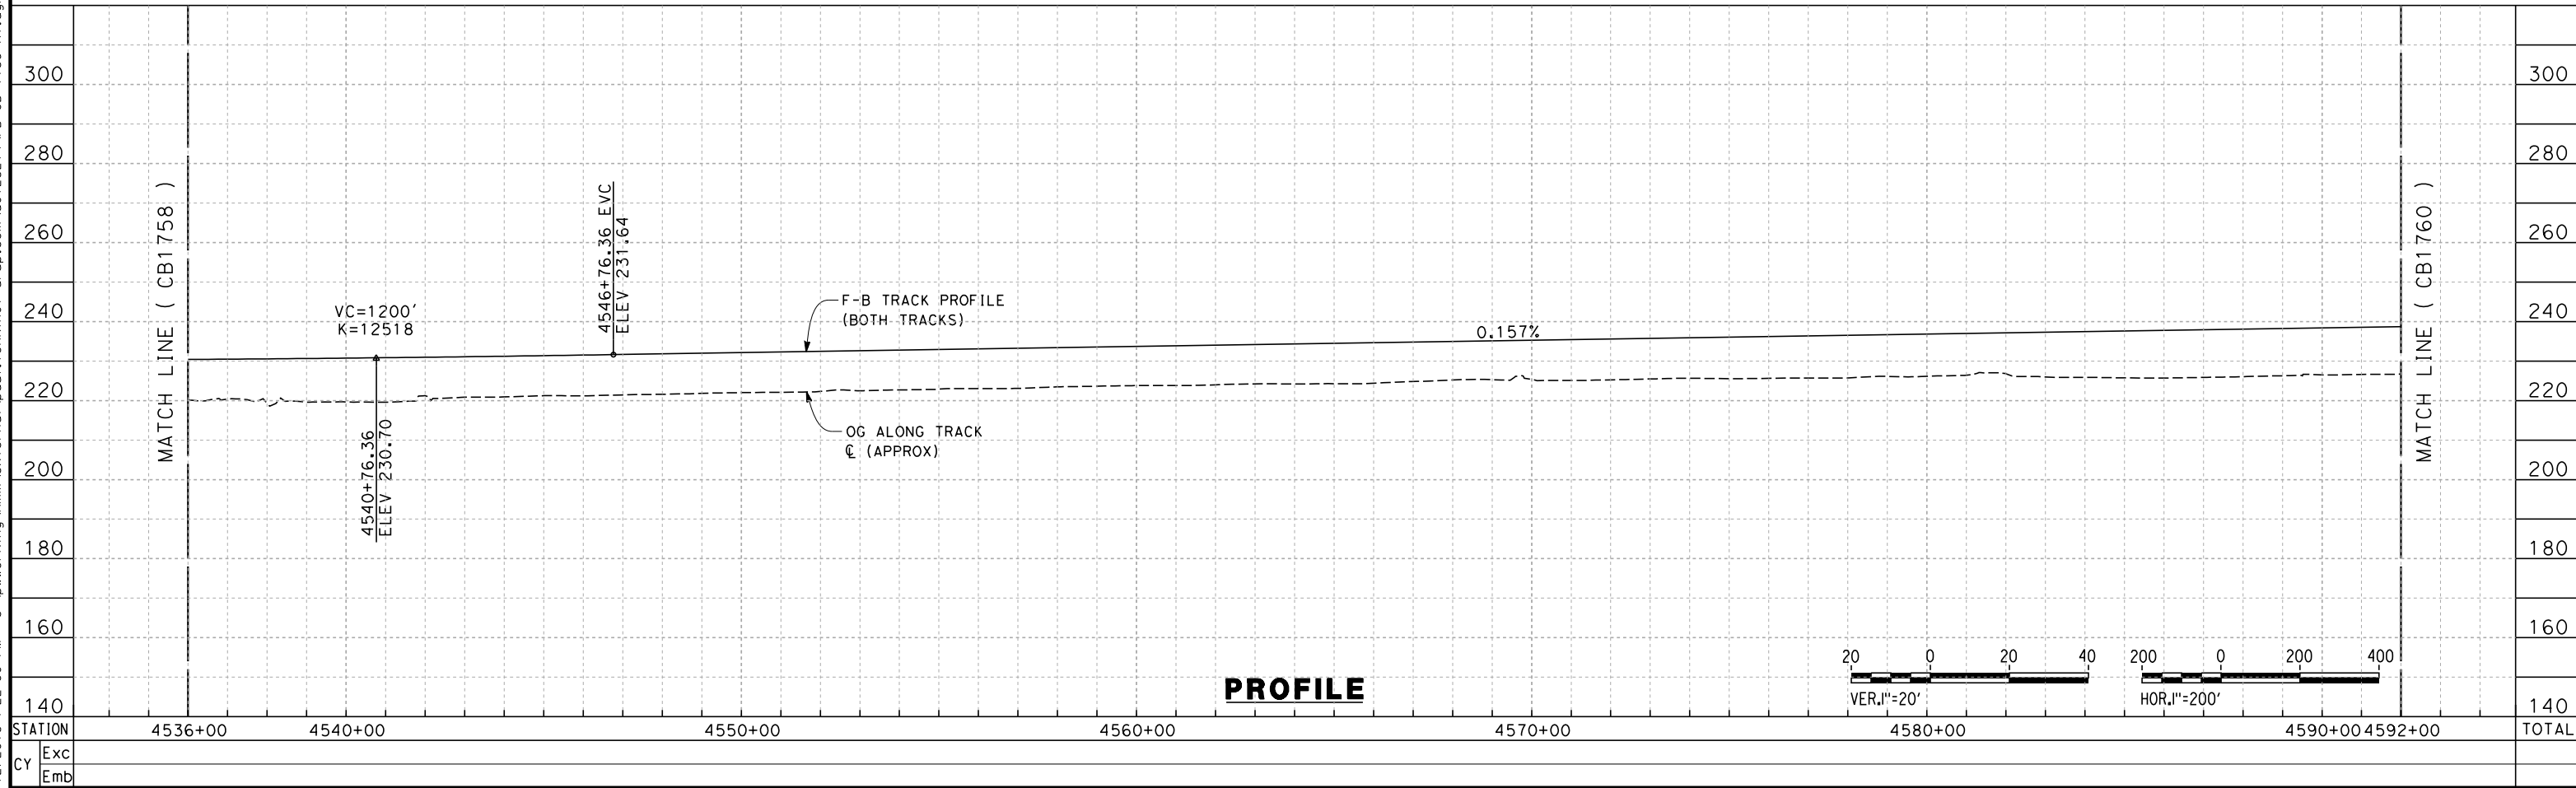 300
300
280
280
260
260
240
240
220
220
200
200
180
180
160
160
140
140
MATCH LINE ( CB1758 )
VC=1200'
K=12518
4540+76.36
ELEV 230.70
4546+76.36 EVC
ELEV 231.64
F-B TRACK PROFILE
(BOTH TRACKS)
OG ALONG TRACK
℄ (APPROX)
0.157%
MATCH LINE ( CB1760 )
PROFILE
20 0 20 40
VER.1"=20'
200 0 200 400
HOR.1"=200'
STATION 4536+00 4540+00 4550+00 4560+00 4570+00 4580+00 4590+00 4592+00 TOTAL
CY
Exc
Emb